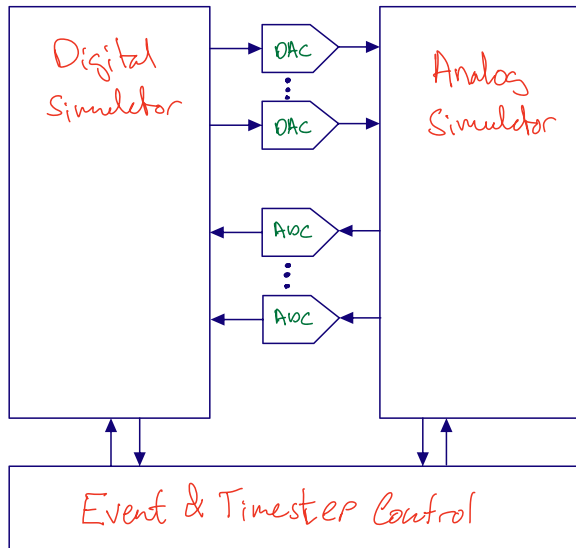 Digital
Simulator
DAC
DAC
ADC
ADC
Analog
Simulator
Event & Timestep Control